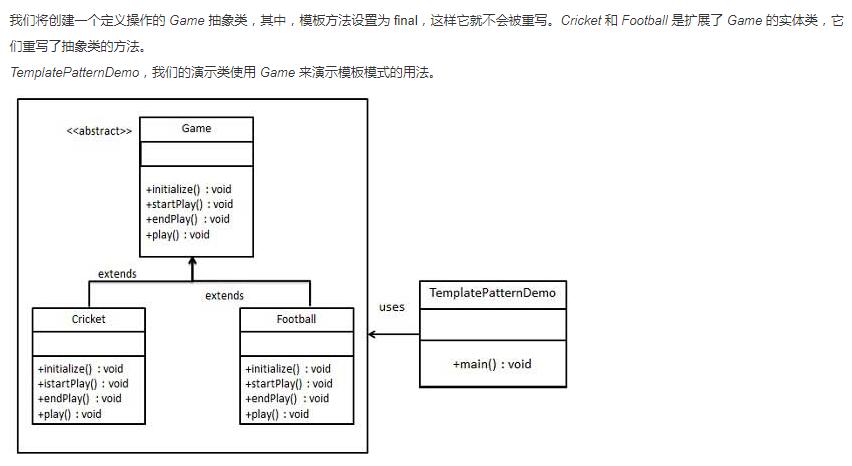 我们将创建一个定义操作的 Game 抽象类，其中，模板方法设置为 final，这样它就不会被重写。Cricket 和 Football 是扩展了 Game 的实体类，它
们重写了抽象类的方法。
TemplatePatternDemo，我们的演示类使用 Game 来演示模板模式的用法。
<<abstract>>
Game
+initialize() : void
+startPlay() : void
+endPlay() : void
+play() : void
extends
extends
Cricket
+initialize() : void
+istartPlay() : void
+endPlay() : void
+play() : void
Football
+initialize() : void
+startPlay() : void
+endPlay() : void
+play() : void
uses
TemplatePatternDemo
+main() : void